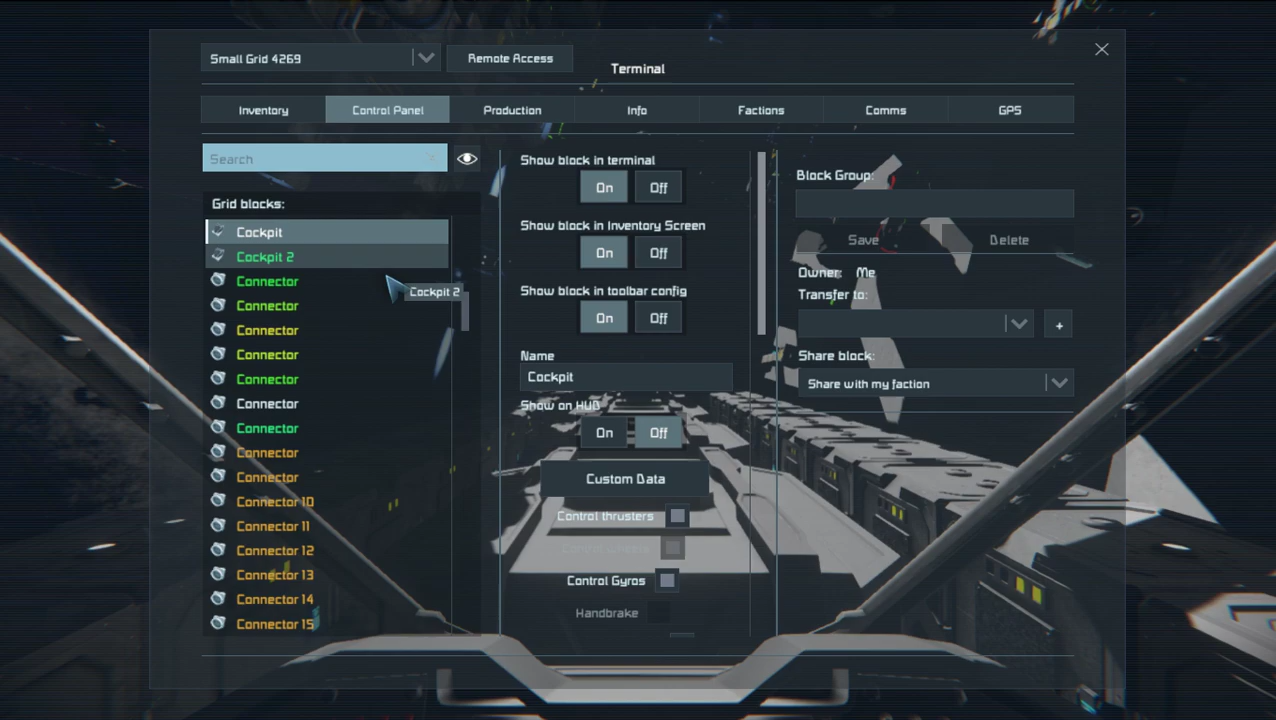 Small Grid 4269
Remote Access
Terminal
Inventory
Control Panel
Production
Info
Factions
Comms
GPS
Search
Grid blocks:
Cockpit
Cockpit 2
Connector
Connector
Connector
Connector
Connector
Connector
Connector
Connector
Connector
Connector 10
Connector 11
Connector 12
Connector 13
Connector 14
Connector 15
Cockpit 2
Show block in terminal
On Off
Show block in Inventory Screen
On Off
Show block in toolbar config
On Off
Name
Cockpit
Show on HUD
On Off
Custom Data
Control thrusters
Control wheels
Control Gyros
Handbrake
Block Group:
Save Delete
Owner: Me
Transfer to:
+
Share block:
Share with my faction